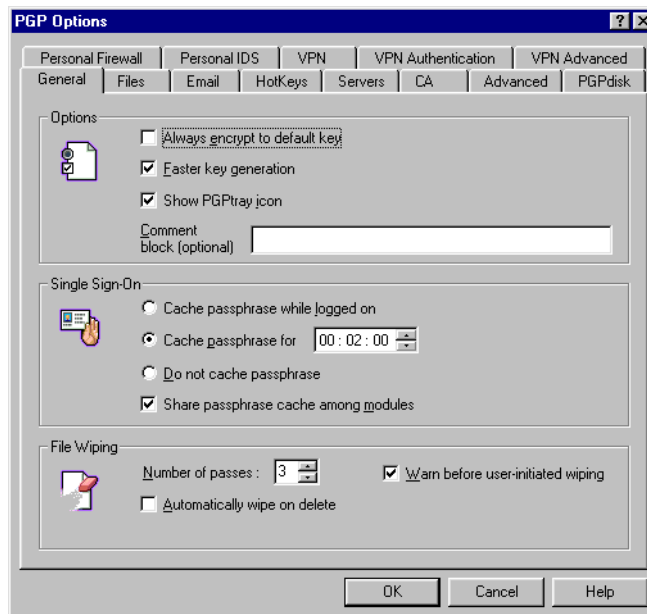 PGP Options
Personal Firewall Personal IDS VPN VPN Authentication VPN Advanced
General Files Email HotKeys Servers CA Advanced PGPdisk
Options
Always encrypt to default key
Faster key generation
Show PGPtray icon
Comment
block (optional)
Single Sign-On
Cache passphrase while logged on
Cache passphrase for 00 : 02 : 00
Do not cache passphrase
Share passphrase cache among modules
File Wiping
Number of passes : 3 Warn before user-initiated wiping
Automatically wipe on delete
OK Cancel Help